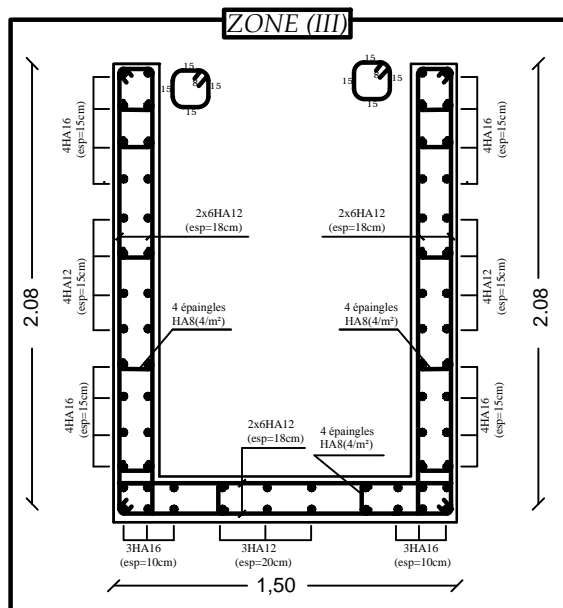 ZONE (III)
15
15
15
15
8
15
15
15
15
8
4HA16
(esp=15cm)
4HA16
(esp=15cm)
2x6HA12
(esp=18cm)
2x6HA12
(esp=18cm)
2.08
4HA12
(esp=15cm)
4HA12
(esp=15cm)
2.08
4 épaingles
HA8(4/m²)
4 épaingles
HA8(4/m²)
4HA16
(esp=15cm)
4HA16
(esp=15cm)
2x6HA12
(esp=18cm)
4 épaingles
HA8(4/m²)
3HA16
(esp=10cm)
3HA12
(esp=20cm)
3HA16
(esp=10cm)
1,50